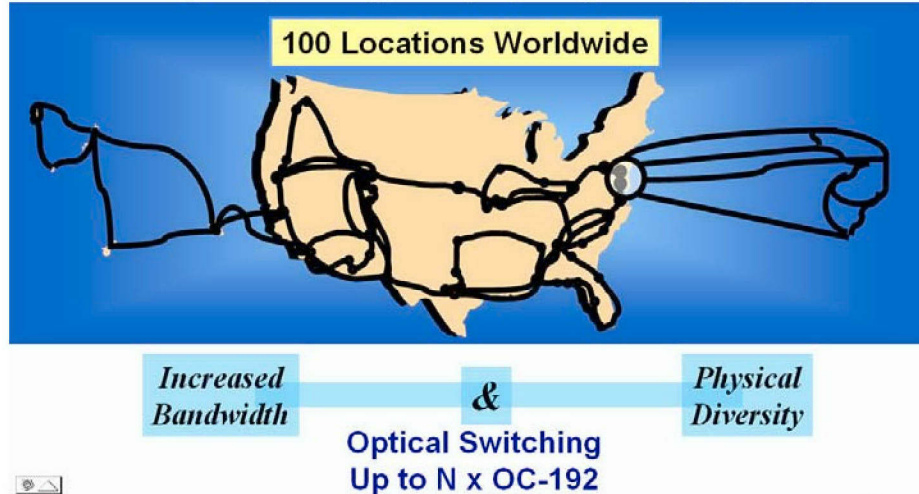 100 Locations Worldwide
Increased
Bandwidth
&
Physical
Diversity
Optical Switching
Up to N x OC-192